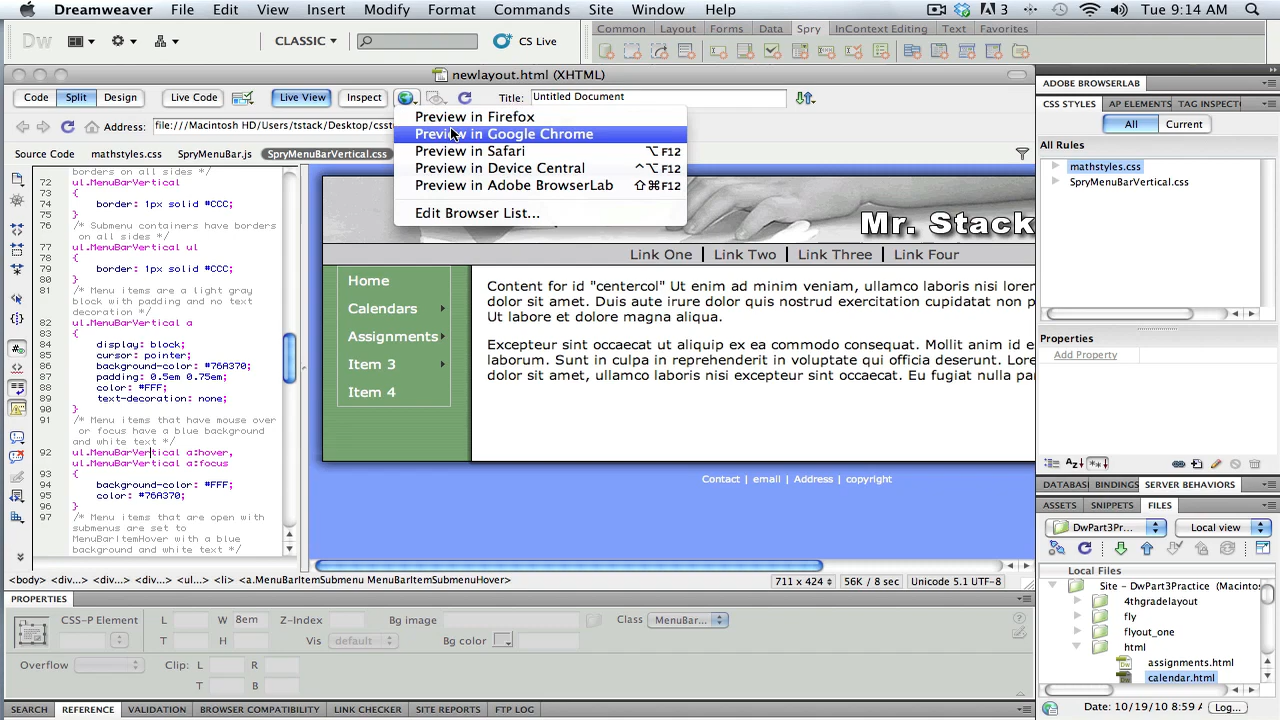 Dreamweaver File Edit View Insert Modify Format Commands Site Window Help 3 Tue 9:14 AM
Dw CLASSIC CS Live
Common Layout Forms Data Spry InContext Editing Text Favorites
newlayout.html (XHTML)
Code Split Design Live Code Live View Inspect Title: Untitled Document
Address: file:///Macintosh HD/Users/tstack/Desktop/csst
Source Code mathstyles.css SpryMenuBar.js SpryMenuBarVertical.css
Preview in Firefox
Preview in Google Chrome
Preview in Safari ⌥F12
Preview in Device Central ^⌥F12
Preview in Adobe BrowserLab ⇧⌘F12
Edit Browser List...
borders on all sides */
72 ul.MenuBarVertical
73 {
74 border: 1px solid #CCC;
75 }
76 /* Submenu containers have borders
on all sides */
77 ul.MenuBarVertical ul
78 {
79 border: 1px solid #CCC;
80 }
81 /* Menu items are a light gray
block with padding and no text
decoration */
82 ul.MenuBarVertical a
83 {
84 display: block;
85 cursor: pointer;
86 background-color: #76A370;
87 padding: 0.5em 0.75em;
88 color: #FFF;
89 text-decoration: none;
90 }
91 /* Menu items that have mouse over
or focus have a blue background
and white text */
92 ul.MenuBarVertical a:hover,
ul.MenuBarVertical a:focus
93 {
94 background-color: #FFF;
95 color: #76A370;
96 }
97 /* Menu items that are open with
submenus are set to
MenuBarItemHover with a blue
background and white text */
Mr. Stack
Link One | Link Two | Link Three | Link Four
Home
Calendars
Assignments
Item 3
Item 4
Content for id "centercol" Ut enim ad minim veniam, ullamco laboris nisi lorem
dolor sit amet. Duis aute irure dolor quis nostrud exercitation cupidatat non p
Ut labore et dolore magna aliqua.
Excepteur sint occaecat ut aliquip ex ea commodo consequat. Mollit anim id e
laborum. Sunt in culpa in reprehenderit in voluptate qui officia deserunt. Lore
dolor sit amet, ullamco laboris nisi excepteur sint occaecat. Eu fugiat nulla pa
Contact | email | Address | copyright
<body> <div...> <div...> <div...> <ul...> <li> <a.MenuBarItemSubmenu MenuBarItemSubmenuHover>
711 x 424 56K / 8 sec Unicode 5.1 UTF-8
PROPERTIES
CSS-P Element L W 8em Z-Index Bg image Class MenuBar...
T H Vis default Bg color
Overflow Clip: L R
T B
SEARCH REFERENCE VALIDATION BROWSER COMPATIBILITY LINK CHECKER SITE REPORTS FTP LOG
ADOBE BROWSERLAB
CSS STYLES AP ELEMENTS TAG INSPECTC
All Current
All Rules
mathstyles.css
SpryMenuBarVertical.css
Properties
Add Property
DATABAS BINDINGS SERVER BEHAVIORS
ASSETS SNIPPETS FILES
DwPart3Pr... Local view
Local Files
Site - DwPart3Practice (Macintos
4thgradelayout
fly
flyout_one
html
assignments.html
calendar.html
Date: 10/19/10 8:59 A Log...